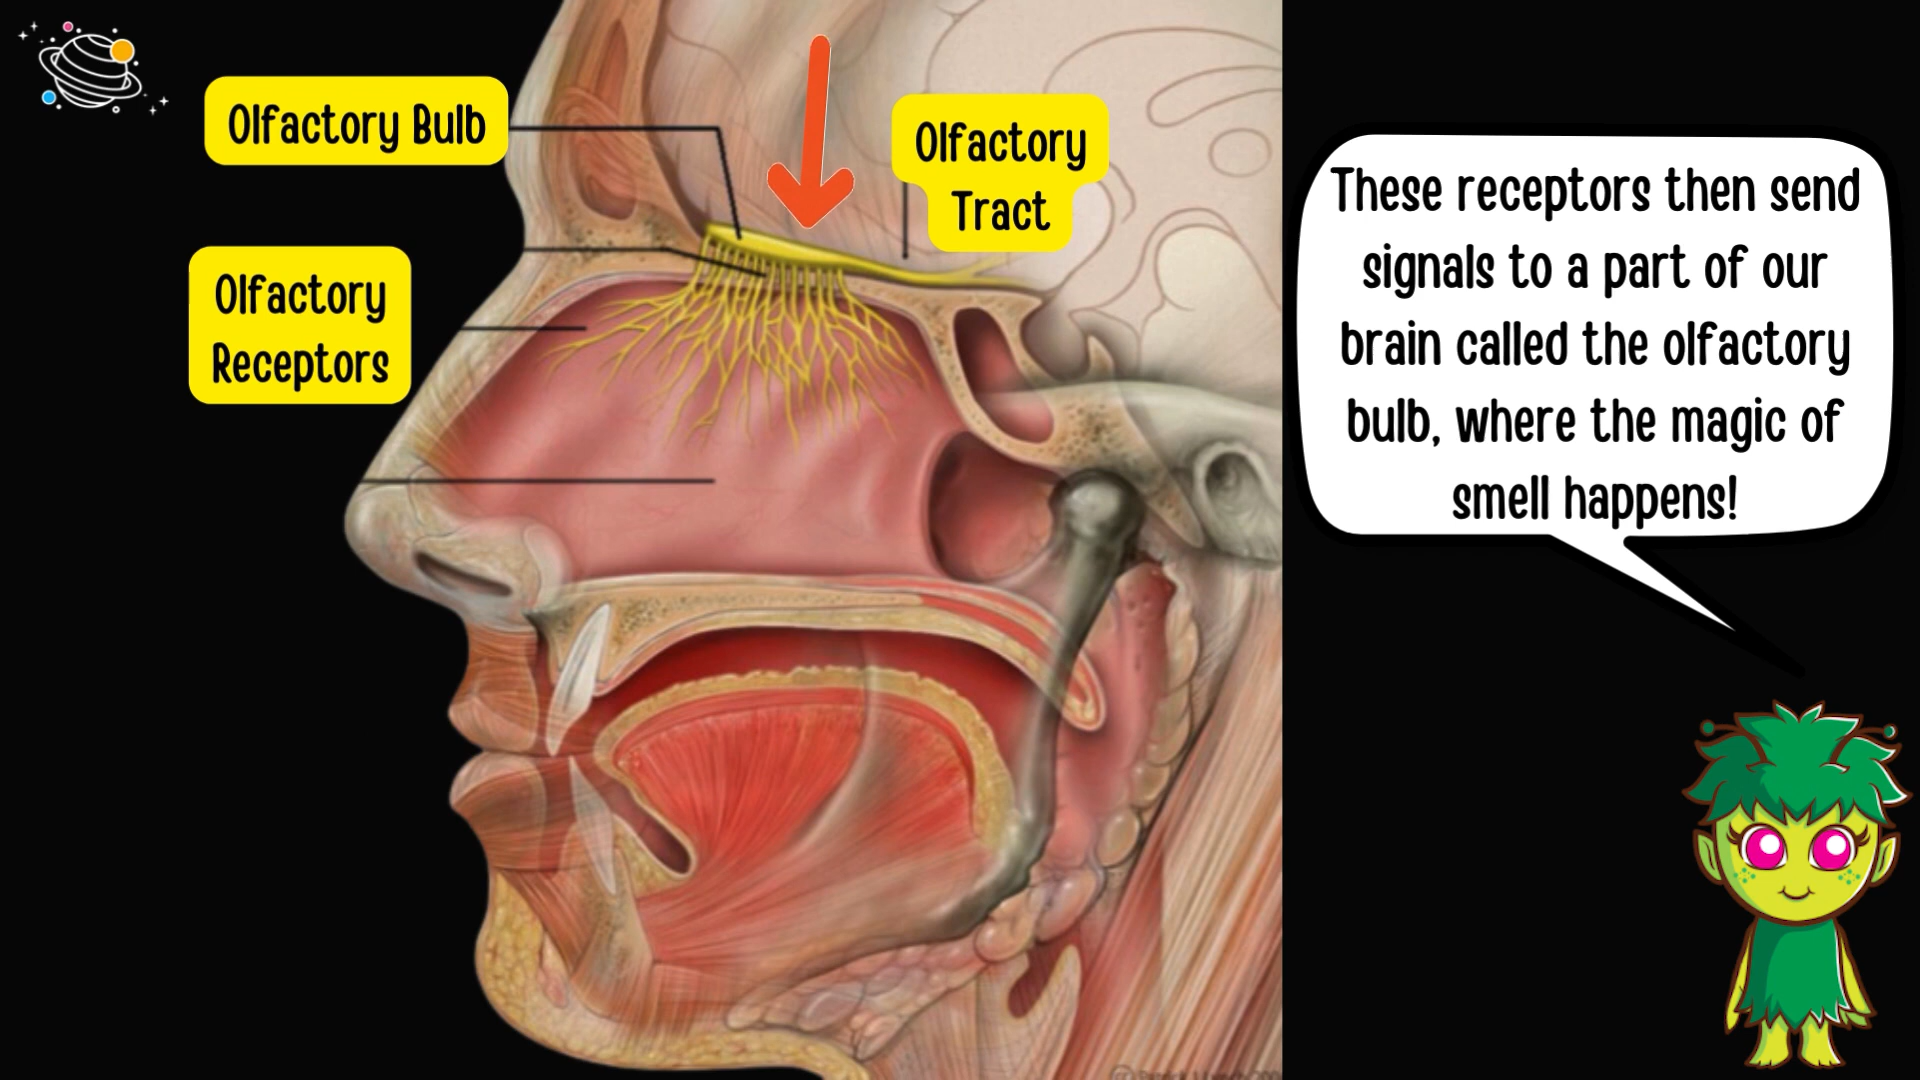 Olfactory Bulb
Olfactory
Tract
Olfactory
Receptors
These receptors then send
signals to a part of our
brain called the olfactory
bulb, where the magic of
smell happens!